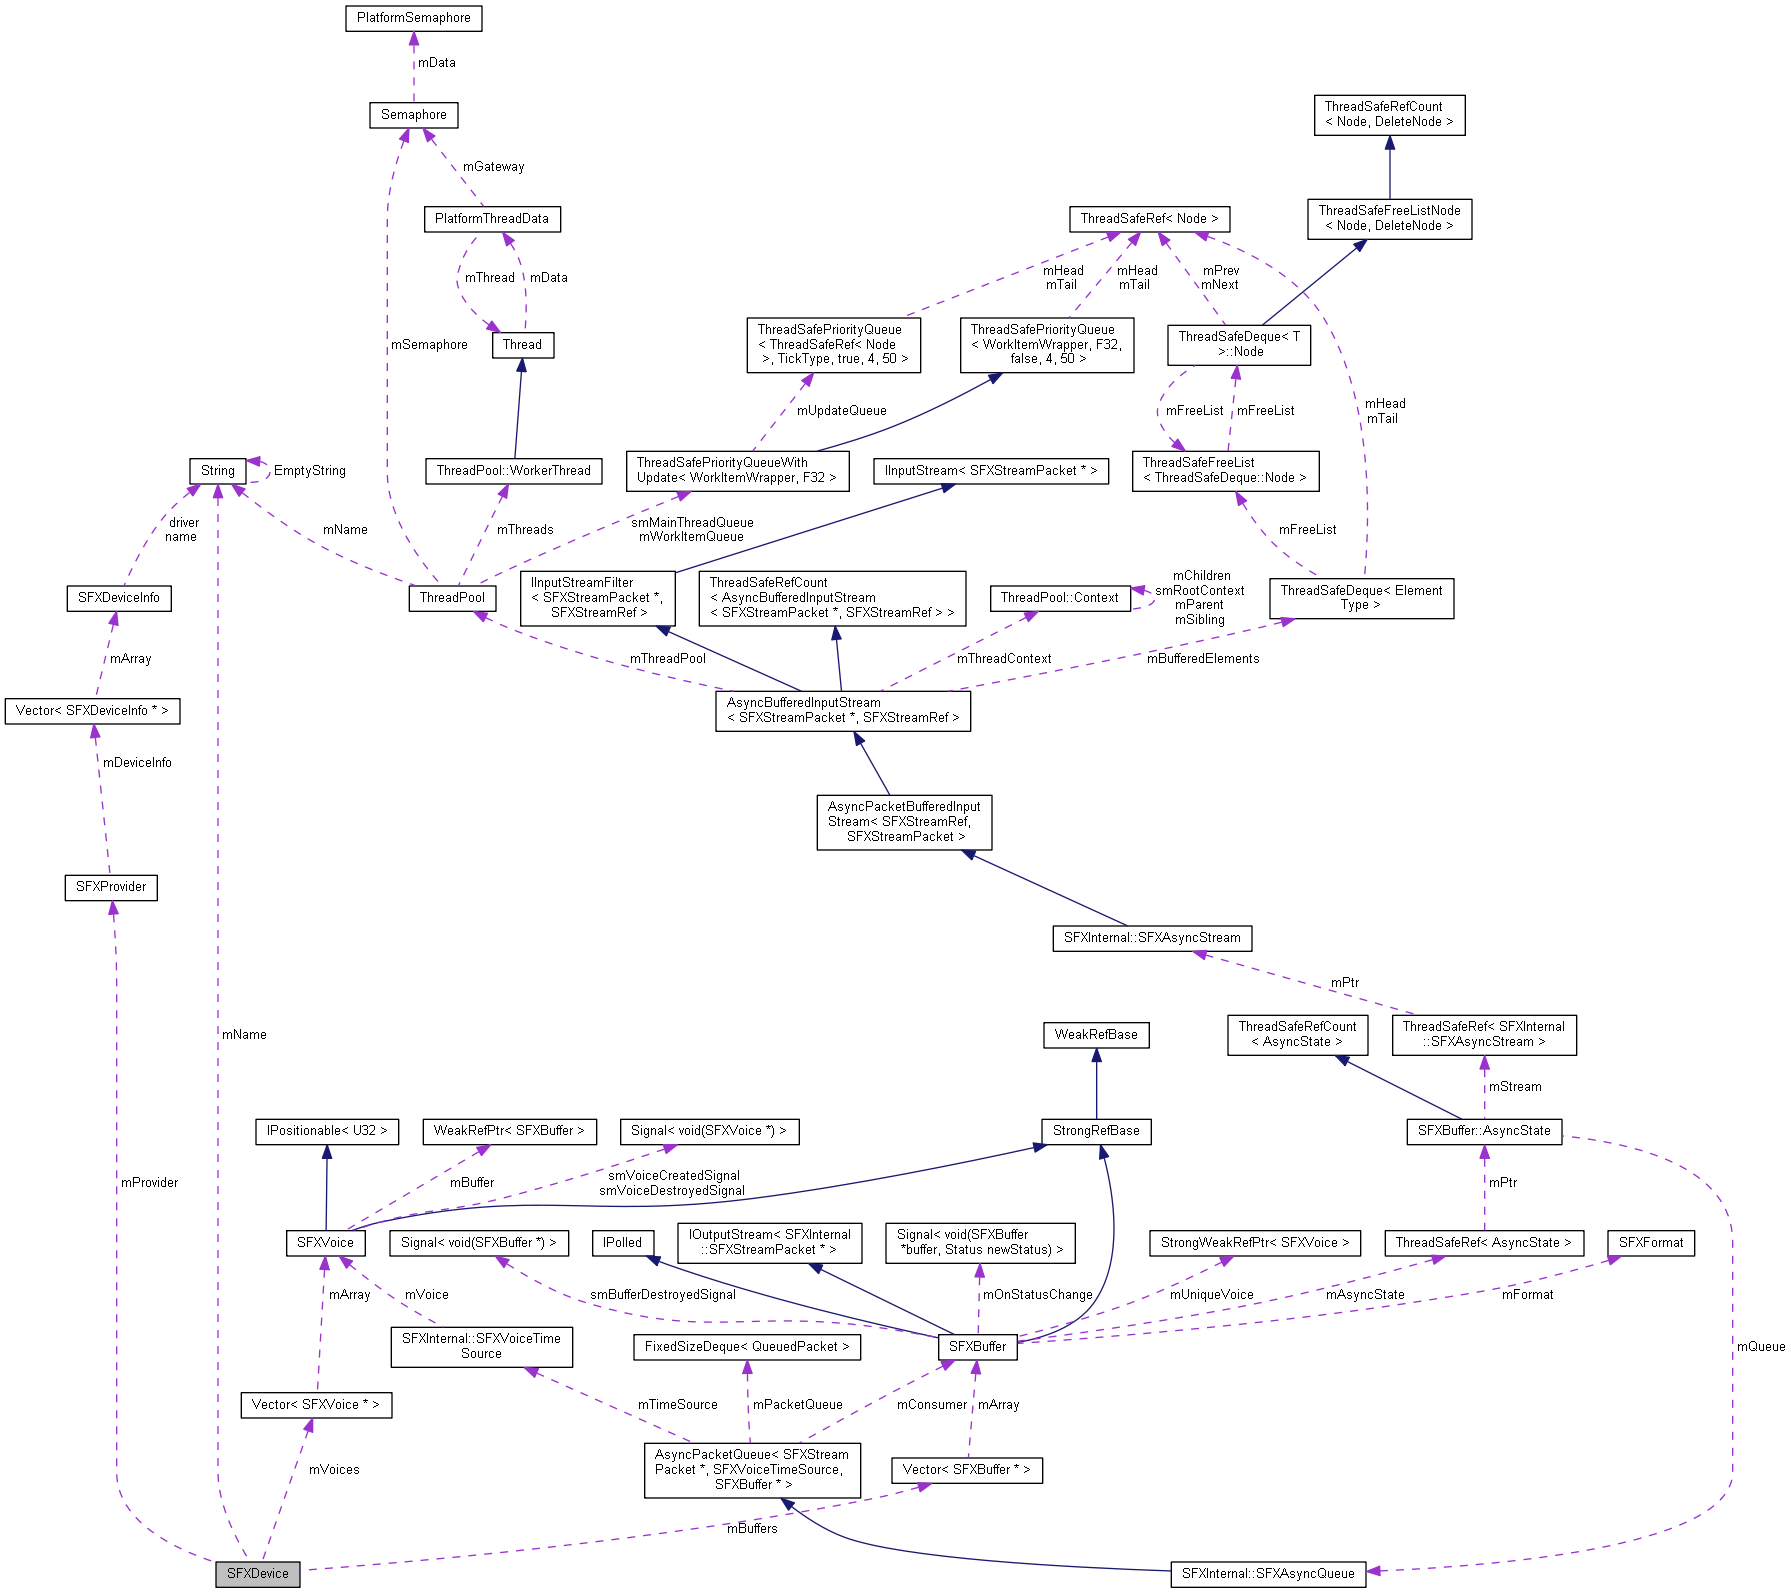 PlatformSemaphore
mData
Semaphore
ThreadSafeRefCount
< Node, DeleteNode >
mGateway
PlatformThreadData
ThreadSafeRef< Node >
ThreadSafeFreeListNode
< Node, DeleteNode >
mThread
mData
mHead
mTail
mHead
mTail
mPrev
mNext
mSemaphore
Thread
ThreadSafePriorityQueue
< ThreadSafeRef< Node
>, TickType, true, 4, 50 >
ThreadSafePriorityQueue
< WorkItemWrapper, F32,
false, 4, 50 >
ThreadSafeDeque< T
>::Node
mUpdateQueue
mFreeList
mFreeList
mHead
mTail
String
EmptyString
ThreadPool::WorkerThread
ThreadSafePriorityQueueWith
Update< WorkItemWrapper, F32 >
IInputStream< SFXStreamPacket * >
ThreadSafeFreeList
< ThreadSafeDeque::Node >
driver
name
mName
mThreads
smMainThreadQueue
mWorkItemQueue
mFreeList
SFXDeviceInfo
ThreadPool
IInputStreamFilter
< SFXStreamPacket *,
SFXStreamRef >
ThreadSafeRefCount
< AsyncBufferedInputStream
< SFXStreamPacket *, SFXStreamRef > >
ThreadPool::Context
mChildren
smRootContext
mParent
mSibling
ThreadSafeDeque< Element
Type >
mArray
mThreadPool
mThreadContext
mBufferedElements
Vector< SFXDeviceInfo * >
AsyncBufferedInputStream
< SFXStreamPacket *, SFXStreamRef >
mDeviceInfo
AsyncPacketBufferedInput
Stream< SFXStreamRef,
SFXStreamPacket >
SFXProvider
SFXInternal::SFXAsyncStream
mPtr
mName
WeakRefBase
ThreadSafeRefCount
< AsyncState >
ThreadSafeRef< SFXInternal
::SFXAsyncStream >
mStream
IPositionable< U32 >
WeakRefPtr< SFXBuffer >
Signal< void(SFXVoice *) >
StrongRefBase
SFXBuffer::AsyncState
mProvider
mBuffer
smVoiceCreatedSignal
smVoiceDestroyedSignal
mPtr
SFXVoice
Signal< void(SFXBuffer *) >
IPolled
IOutputStream< SFXInternal
::SFXStreamPacket * >
Signal< void(SFXBuffer
*buffer, Status newStatus) >
StrongWeakRefPtr< SFXVoice >
ThreadSafeRef< AsyncState >
SFXFormat
mArray
mVoice
smBufferDestroyedSignal
mOnStatusChange
mUniqueVoice
mAsyncState
mFormat
SFXInternal::SFXVoiceTime
Source
FixedSizeDeque< QueuedPacket >
SFXBuffer
mQueue
Vector< SFXVoice * >
mTimeSource
mPacketQueue
mConsumer
mArray
mVoices
AsyncPacketQueue< SFXStream
Packet *, SFXVoiceTimeSource,
SFXBuffer * >
Vector< SFXBuffer * >
mBuffers
SFXDevice
SFXInternal::SFXAsyncQueue